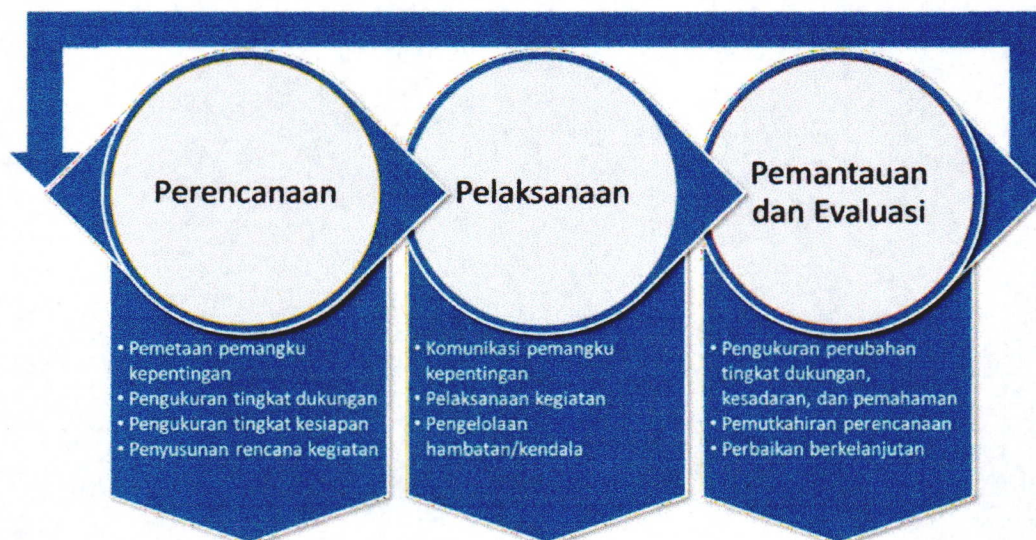 Perencanaan
• Pemetaan pemangku
kepentingan
• Pengukuran tingkat dukungan
• Pengukuran tingkat kesiapan
• Penyusunan rencana kegiatan
Pelaksanaan
• Komunikasi pemangku
kepentingan
• Pelaksanaan kegiatan
• Pengelolaan
hambatan/kendala
Pemantauan
dan Evaluasi
• Pengukuran perubahan
tingkat dukungan,
kesadaran, dan pemahaman
• Pemutkahiran perencanaan
• Perbaikan berkelanjutan